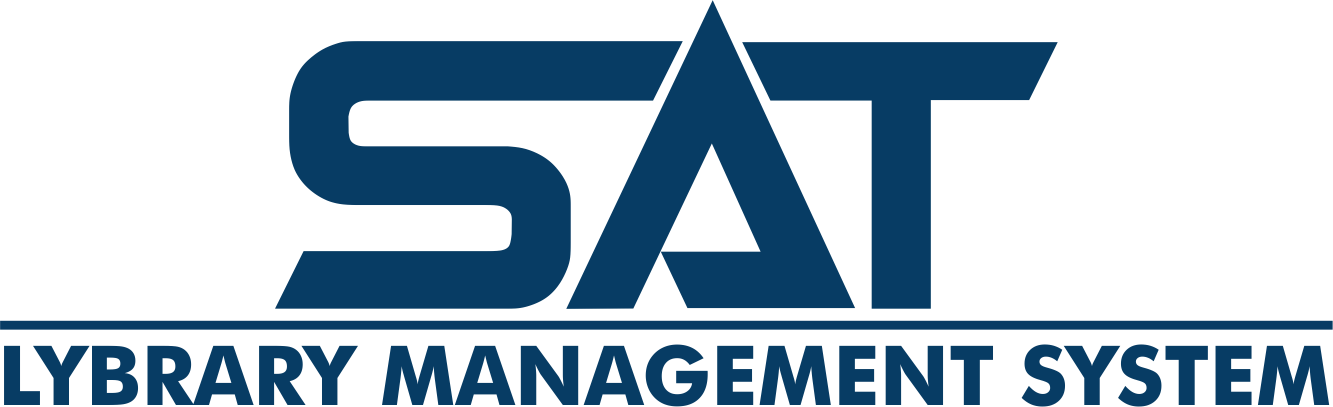 SAT
LYBRARY MANAGEMENT SYSTEM